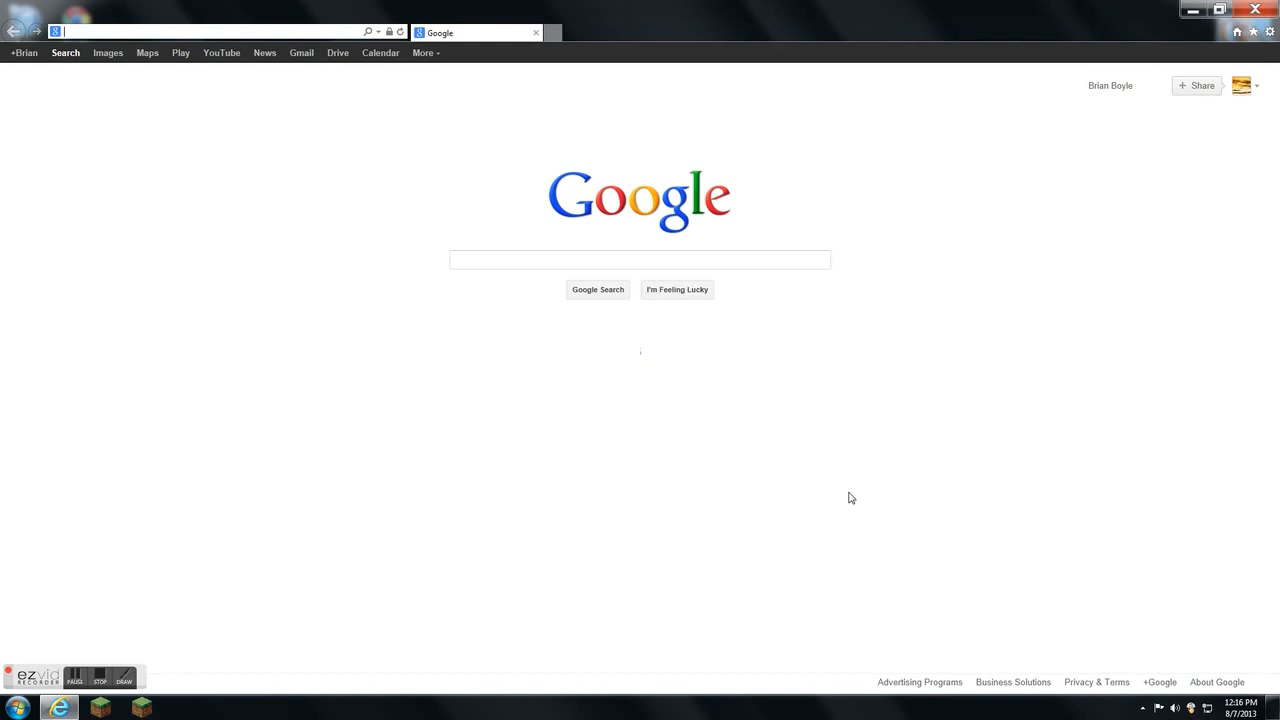 Google
+Brian Search Images Maps Play YouTube News Gmail Drive Calendar More
Brian Boyle + Share
Google
Google Search I'm Feeling Lucky
ezvid
RECORDER
PAUSE STOP DRAW
Advertising Programs Business Solutions Privacy & Terms +Google About Google
12:16 PM
8/7/2013